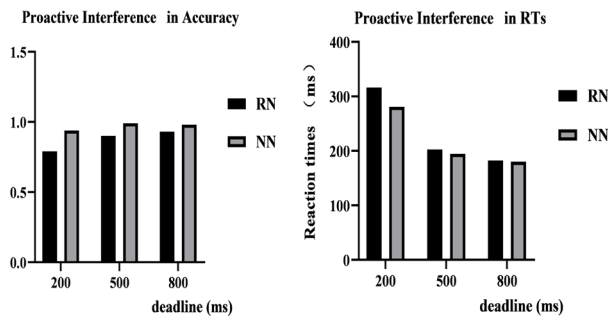 Proactive Interference in Accuracy
1.5
1.0
0.5
0.0
200 500 800
deadline (ms)
RN
NN
Proactive Interference in RTs
Reaction times （ms）
400
300
200
100
0
200 500 800
deadline (ms)
RN
NN